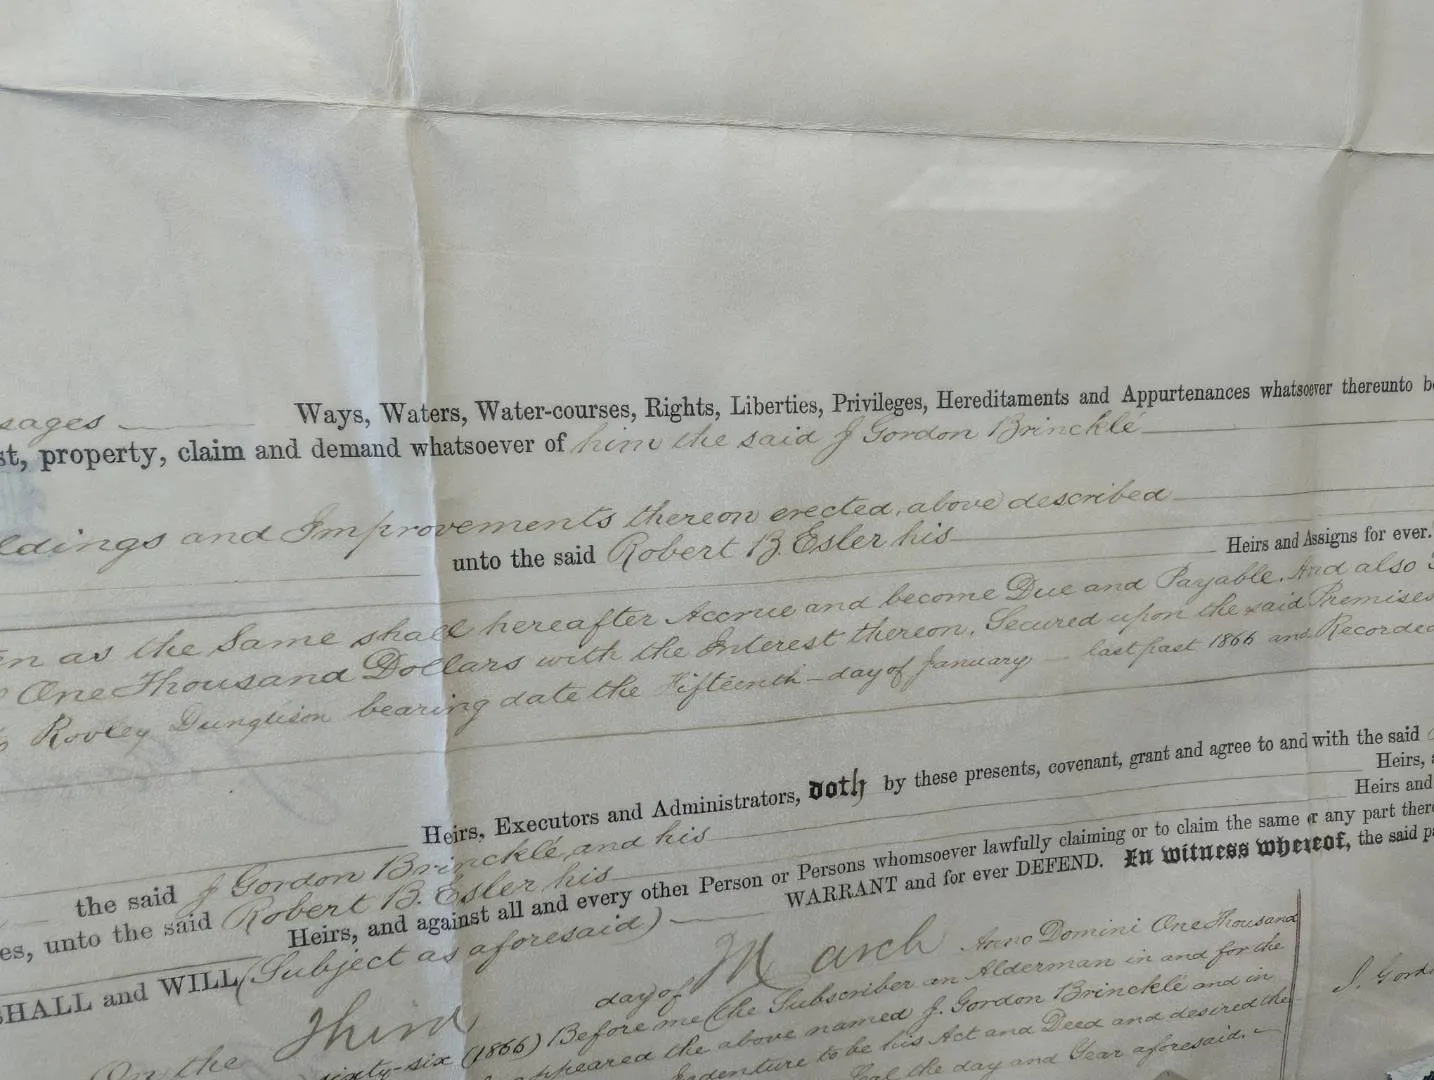 sages Ways, Waters, Water-courses, Rights, Liberties, Privileges, Hereditaments and Appurtenances whatsoever thereunto b
st, property, claim and demand whatsoever of him the said J Gordon Brincklé
ldings and Improvements thereon erected, above described
unto the said Robert B. Esler his Heirs and Assigns for ever.
en as the Same shall hereafter Accrue and become Due and Payable. And also
One Thousand Dollars with the Interest thereon, Secured upon the said Premises
bearing date the Fifteenth day of January last past 1866 and Recorded
Heirs, Executors and Administrators, doth by these presents, covenant, grant and agree to and with the said
the said J Gordon Brincklé and his Heirs,
es, unto the said Robert B. Esler his Heirs and
Heirs, and against all and every other Person or Persons whomsoever lawfully claiming or to claim the same or any part ther
SHALL and WILL (Subject as aforesaid) WARRANT and for ever DEFEND. In witness whereof, the said p
On the Third day of March Anno Domini One Thousand
sixty-six (1866) Before me the Subscriber an Alderman in and for the
appeared the above named J. Gordon Brincklé and in
Indenture to be his Act and Deed and desired the
Seal the day and Year aforesaid.
J. Gord